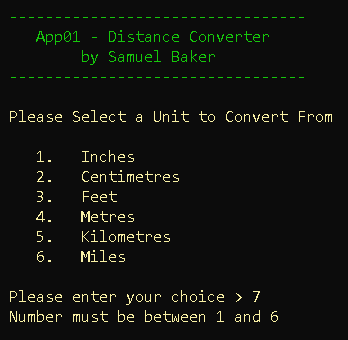 ---------------------------------
App01 - Distance Converter
by Samuel Baker
---------------------------------
Please Select a Unit to Convert From
1. Inches
2. Centimetres
3. Feet
4. Metres
5. Kilometres
6. Miles
Please enter your choice > 7
Number must be between 1 and 6